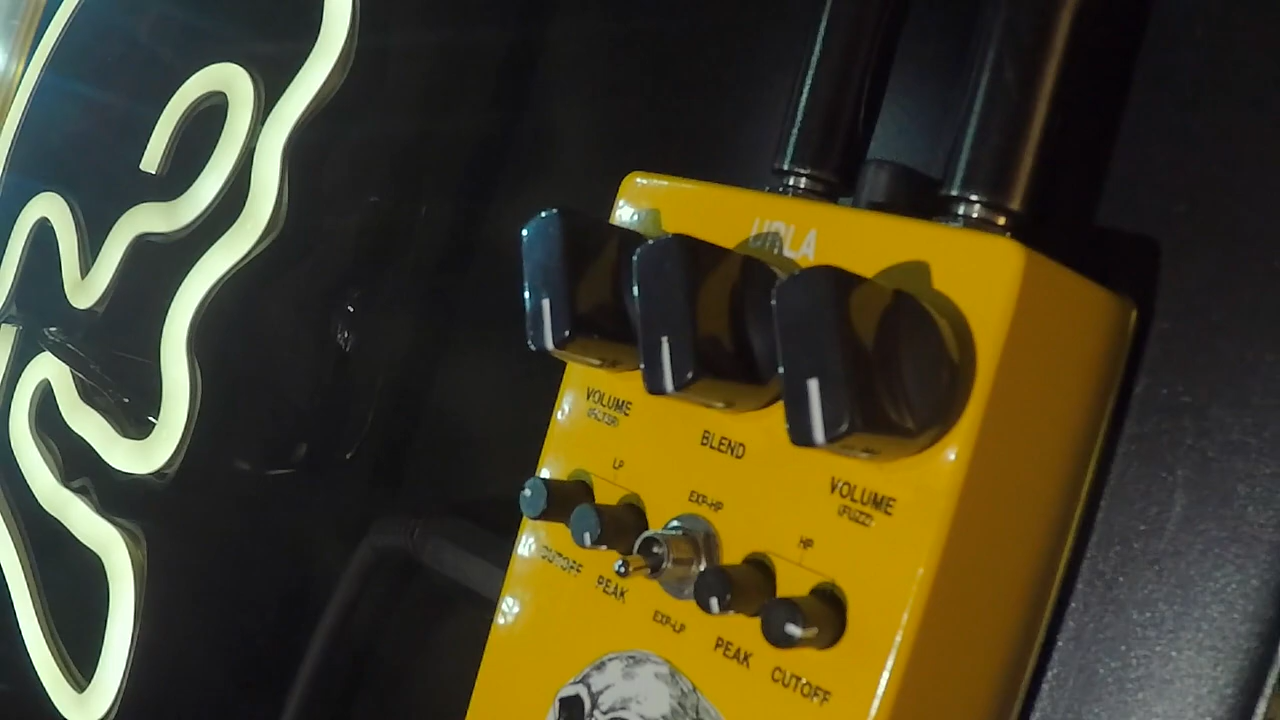 VOLUME
(FILTER)
BLEND
VOLUME
(FUZZ)
LP
EXP-HP
HP
CUTOFF
PEAK
EXP-LP
PEAK
CUTOFF